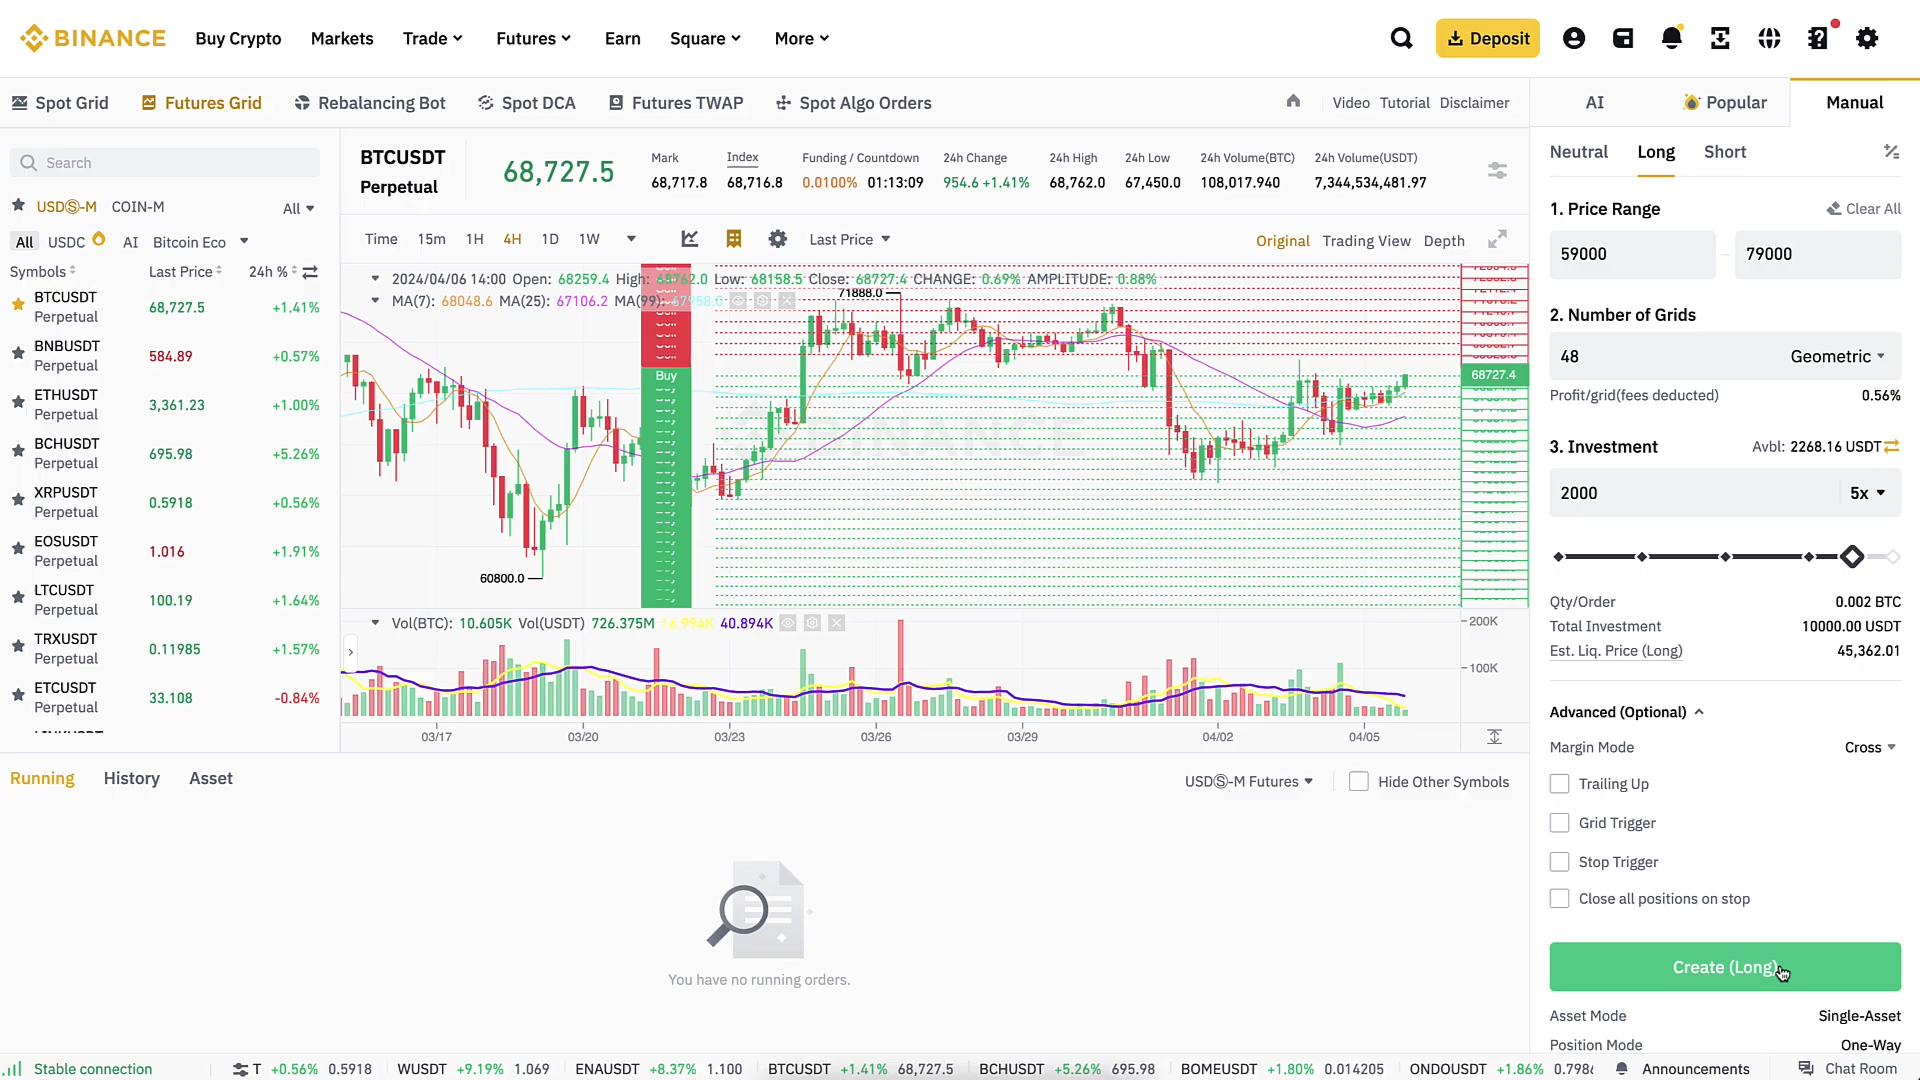 BINANCE Buy Crypto Markets Trade Futures Earn Square More Deposit
Spot Grid Futures Grid Rebalancing Bot Spot DCA Futures TWAP Spot Algo Orders Video Tutorial Disclaimer
AI Popular Manual
Search
USDⓈ-M COIN-M All
All USDC AI Bitcoin Eco
Symbols Last Price 24h %
BTCUSDT
Perpetual
68,727.5 +1.41%
BNBUSDT
Perpetual
584.89 +0.57%
ETHUSDT
Perpetual
3,361.23 +1.00%
BCHUSDT
Perpetual
695.98 +5.26%
XRPUSDT
Perpetual
0.5918 +0.56%
EOSUSDT
Perpetual
1.016 +1.91%
LTCUSDT
Perpetual
100.19 +1.64%
TRXUSDT
Perpetual
0.11985 +1.57%
ETCUSDT
Perpetual
33.108 -0.84%
BTCUSDT
Perpetual
68,727.5
Mark
68,717.8
Index
68,716.8
Funding / Countdown
0.0100% 01:13:09
24h Change
954.6 +1.41%
24h High
68,762.0
24h Low
67,450.0
24h Volume(BTC)
108,017.940
24h Volume(USDT)
7,344,534,481.97
Time 15m 1H 4H 1D 1W Last Price Original Trading View Depth
2024/04/06 14:00 Open: 68259.4 High: 68762.0 Low: 68158.5 Close: 68727.4 CHANGE: 0.69% AMPLITUDE: 0.88%
MA(7): 68048.6 MA(25): 67106.2 MA(99): 67958.0
71888.0
Buy
68727.4
60800.0
Vol(BTC): 10.605K Vol(USDT) 726.375M 16.994K 40.894K
200K
100K
03/17 03/20 03/23 03/26 03/29 04/02 04/05
Running History Asset
USDⓈ-M Futures Hide Other Symbols
You have no running orders.
Neutral Long Short
1. Price Range Clear All
59000 – 79000
2. Number of Grids
48 Geometric
Profit/grid(fees deducted) 0.56%
3. Investment Avbl: 2268.16 USDT
2000 5x
Qty/Order 0.002 BTC
Total Investment 10000.00 USDT
Est. Liq. Price (Long) 45,362.01
Advanced (Optional)
Margin Mode Cross
Trailing Up
Grid Trigger
Stop Trigger
Close all positions on stop
Create (Long)
Asset Mode Single-Asset
Position Mode One-Way
Stable connection T +0.56% 0.5918 WUSDT +9.19% 1.069 ENAUSDT +8.37% 1.100 BTCUSDT +1.41% 68,727.5 BCHUSDT +5.26% 695.98 BOMEUSDT +1.80% 0.014205 ONDOUSDT +1.86% 0.798 Announcements Chat Room